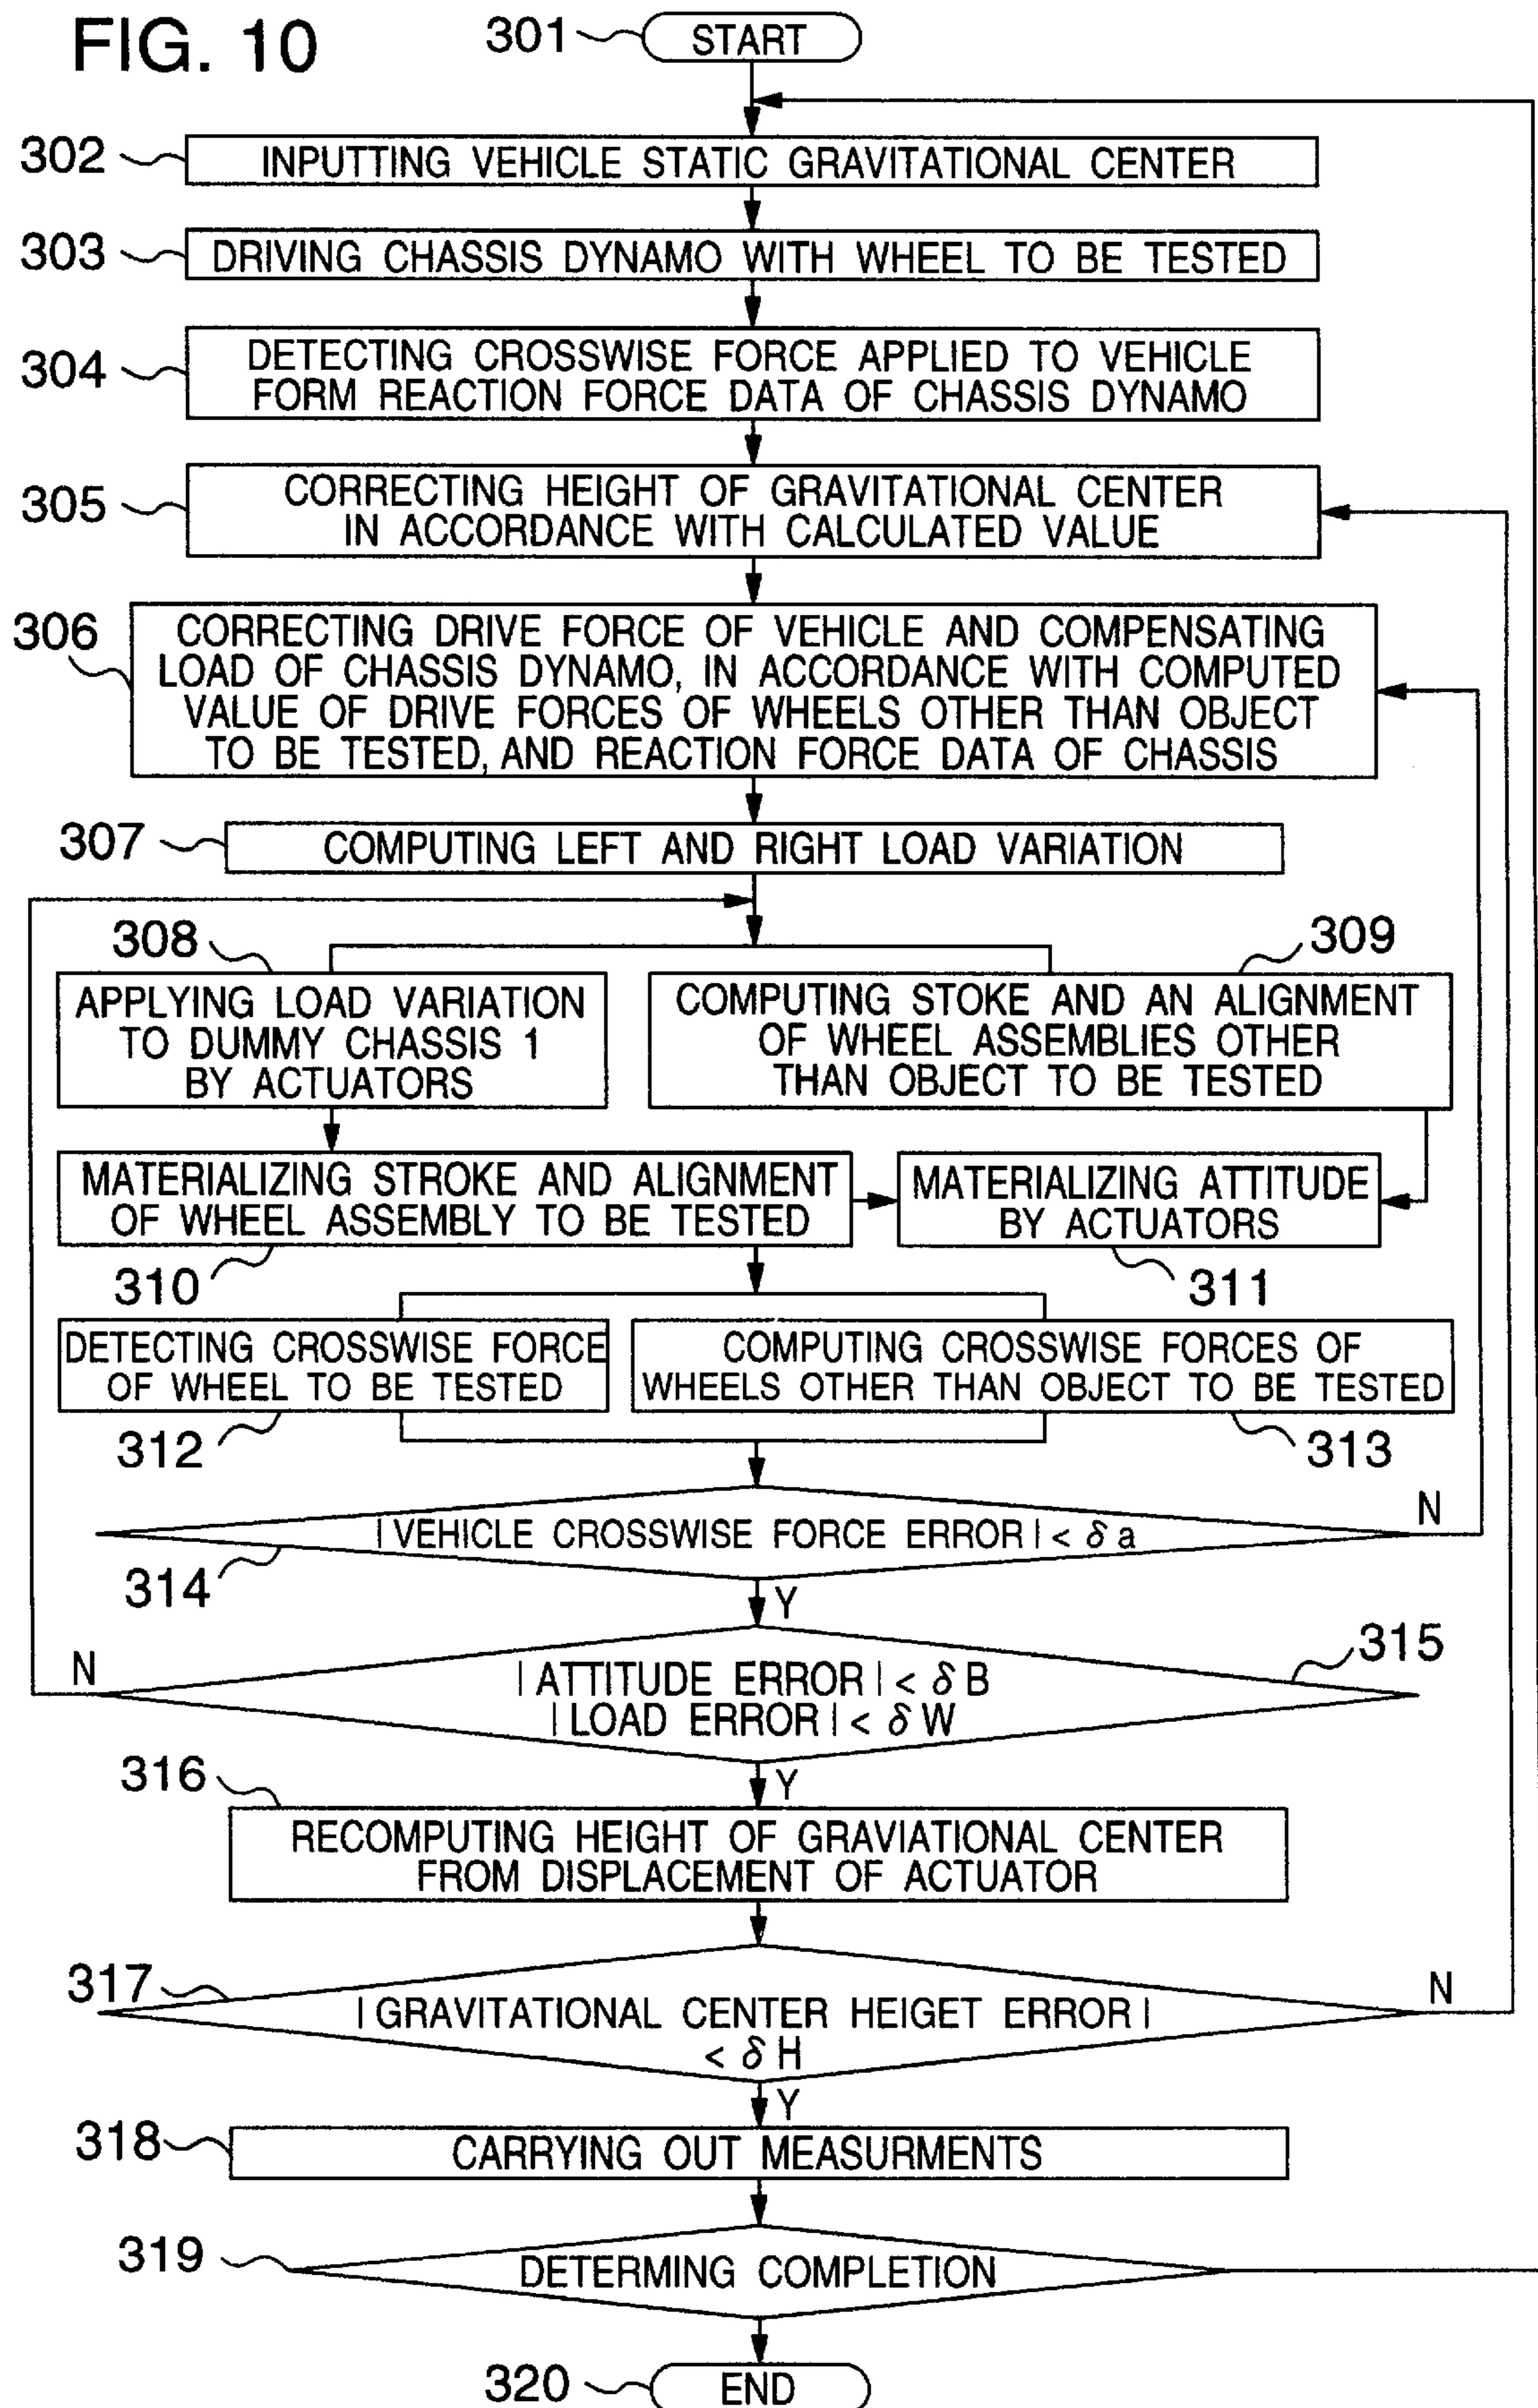 FIG. 10
301
START
302
INPUTTING VEHICLE STATIC GRAVITATIONAL CENTER
303
DRIVING CHASSIS DYNAMO WITH WHEEL TO BE TESTED
304
DETECTING CROSSWISE FORCE APPLIED TO VEHICLE
FORM REACTION FORCE DATA OF CHASSIS DYNAMO
305
CORRECTING HEIGHT OF GRAVITATIONAL CENTER
IN ACCORDANCE WITH CALCULATED VALUE
306
CORRECTING DRIVE FORCE OF VEHICLE AND COMPENSATING
LOAD OF CHASSIS DYNAMO, IN ACCORDANCE WITH COMPUTED
VALUE OF DRIVE FORCES OF WHEELS OTHER THAN OBJECT
TO BE TESTED, AND REACTION FORCE DATA OF CHASSIS
307
COMPUTING LEFT AND RIGHT LOAD VARIATION
308
APPLYING LOAD VARIATION
TO DUMMY CHASSIS 1
BY ACTUATORS
309
COMPUTING STOKE AND AN ALIGNMENT
OF WHEEL ASSEMBLIES OTHER
THAN OBJECT TO BE TESTED
MATERIALIZING STROKE AND ALIGNMENT
OF WHEEL ASSEMBLY TO BE TESTED
310
MATERIALIZING ATTITUDE
BY ACTUATORS
311
DETECTING CROSSWISE FORCE
OF WHEEL TO BE TESTED
312
COMPUTING CROSSWISE FORCES OF
WHEELS OTHER THAN OBJECT TO BE TESTED
313
| VEHICLE CROSSWISE FORCE ERROR | < δ a
N
314
Y
315
N
| ATTITUDE ERROR | < δ B
| LOAD ERROR | < δ W
Y
316
RECOMPUTING HEIGHT OF GRAVIATIONAL CENTER
FROM DISPLACEMENT OF ACTUATOR
317
N
| GRAVITATIONAL CENTER HEIGET ERROR |
< δ H
Y
318
CARRYING OUT MEASURMENTS
319
DETERMING COMPLETION
320
END